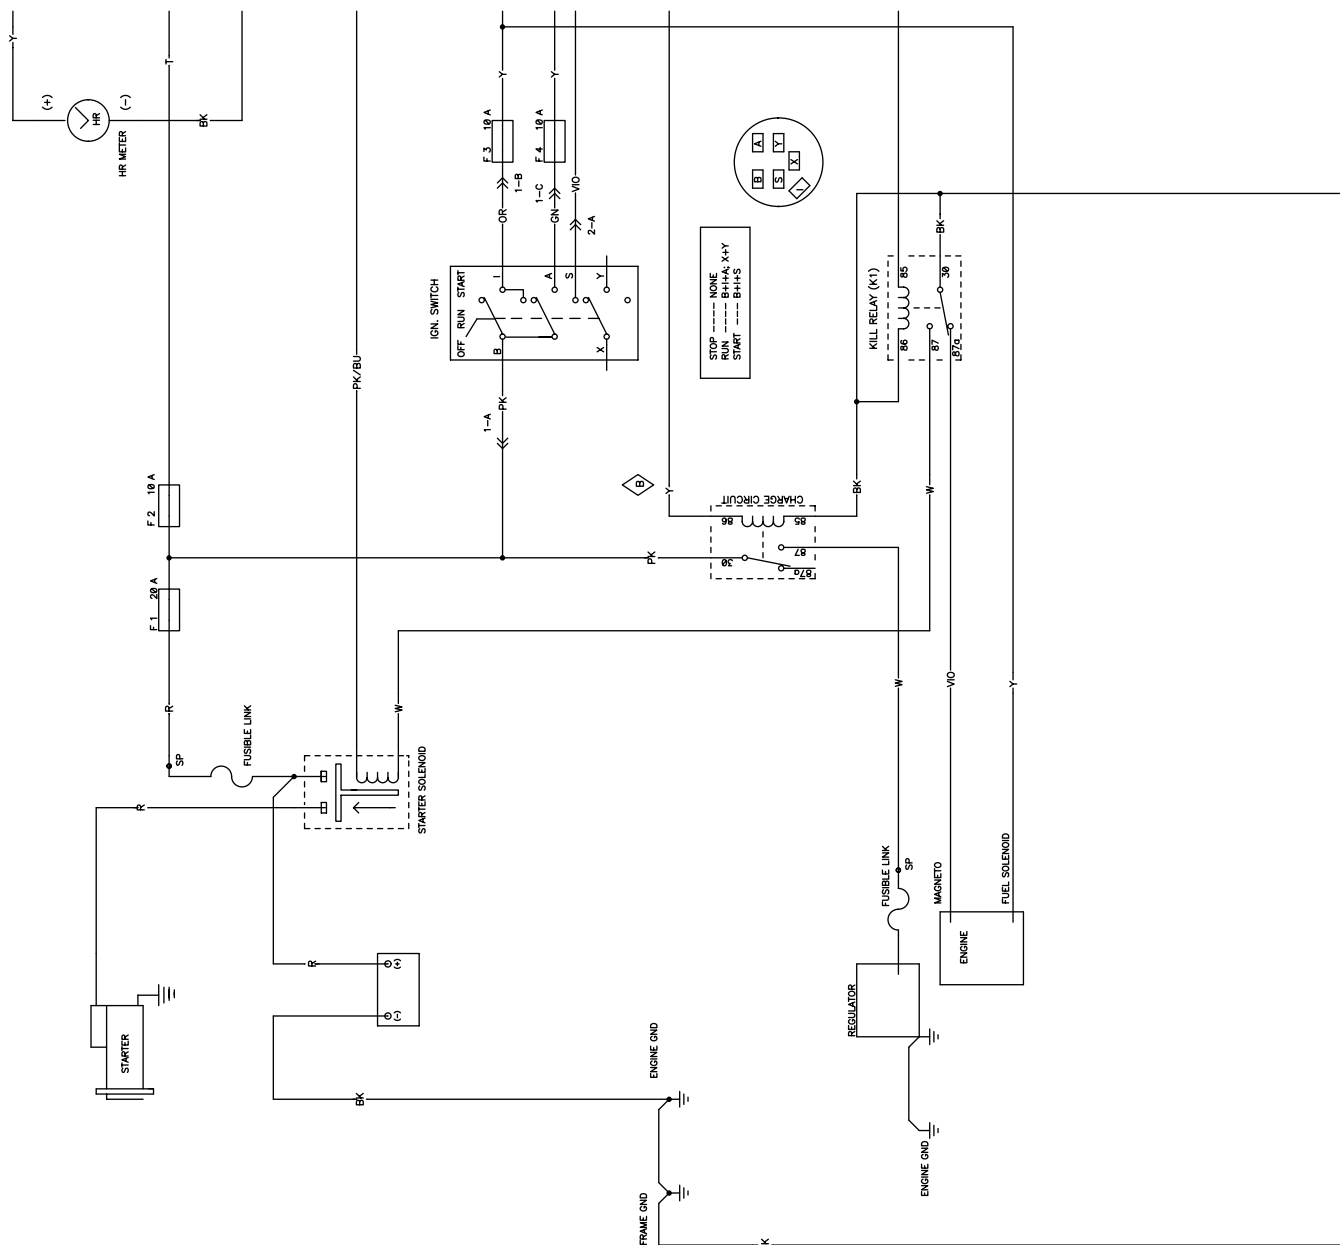 Y
(+)
HR
(-)
HR METER
BK
T
F 2 10 A
F 1 20 A
R
SP
FUSIBLE LINK
R
STARTER SOLENOID
W
PK/BU
R
(+)
(-)
STARTER
BK
ENGINE GND
FRAME GND
K
Y
Y
F 3 10 A
F 4 10 A
1-B
1-C
VIO
OR
GN
2-A
IGN. SWITCH
OFF RUN START
I
A
S
Y
B
X
PK
1-A
A
Y
X
B
S
I
STOP ----- NONE
RUN ----- B+I+A; X+Y
START --- B+I+S
KILL RELAY (K1)
85
30
86
87
87a
BK
B
Y
CHARGE CIRCUIT
86
85
30
87
87a
BK
W
PK
W
VIO
Y
FUSIBLE LINK
SP
MAGNETO
FUEL SOLENOID
ENGINE
REGULATOR
ENGINE GND